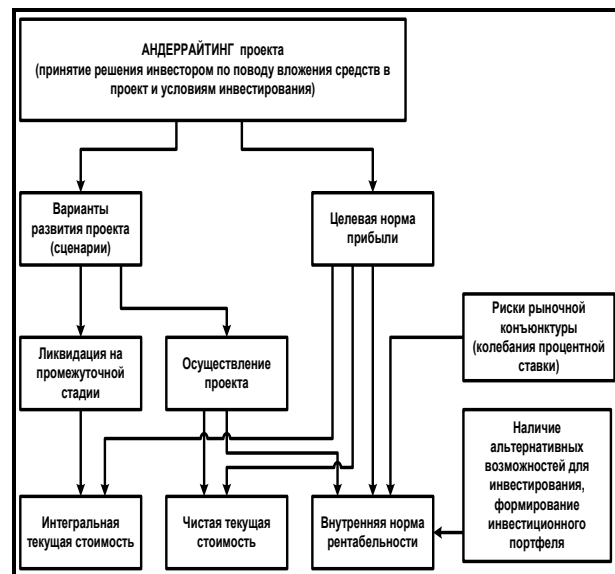 АНДЕРРАЙТИНГ проекта
(принятие решения инвестором по поводу вложения средств в
проект и условиям инвестирования)
Варианты
развития проекта
(сценарии)
Целевая норма
прибыли
Риски рыночной
конъюнктуры
(колебания процентной
ставки)
Ликвидация на
промежуточной
стадии
Осуществление
проекта
Наличие
альтернативных
возможностей для
инвестирования,
формирование
инвестиционного
портфеля
Интегральная
текущая стоимость
Чистая текущая
стоимость
Внутренняя норма
рентабельности